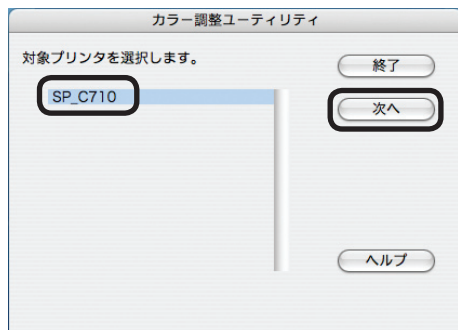 カラー調整ユーティリティ
対象プリンタを選択します。
終了
SP_C710
次へ
ヘルプ